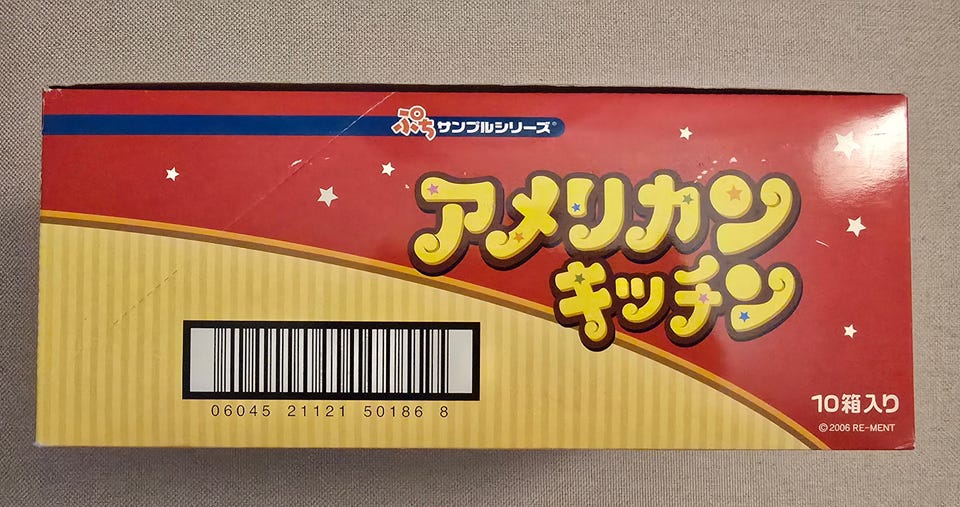 ぷちサンプルシリーズ®
アメリカン
キッチン
06045 21121 50186 8
10箱入り
©2006 RE-MENT